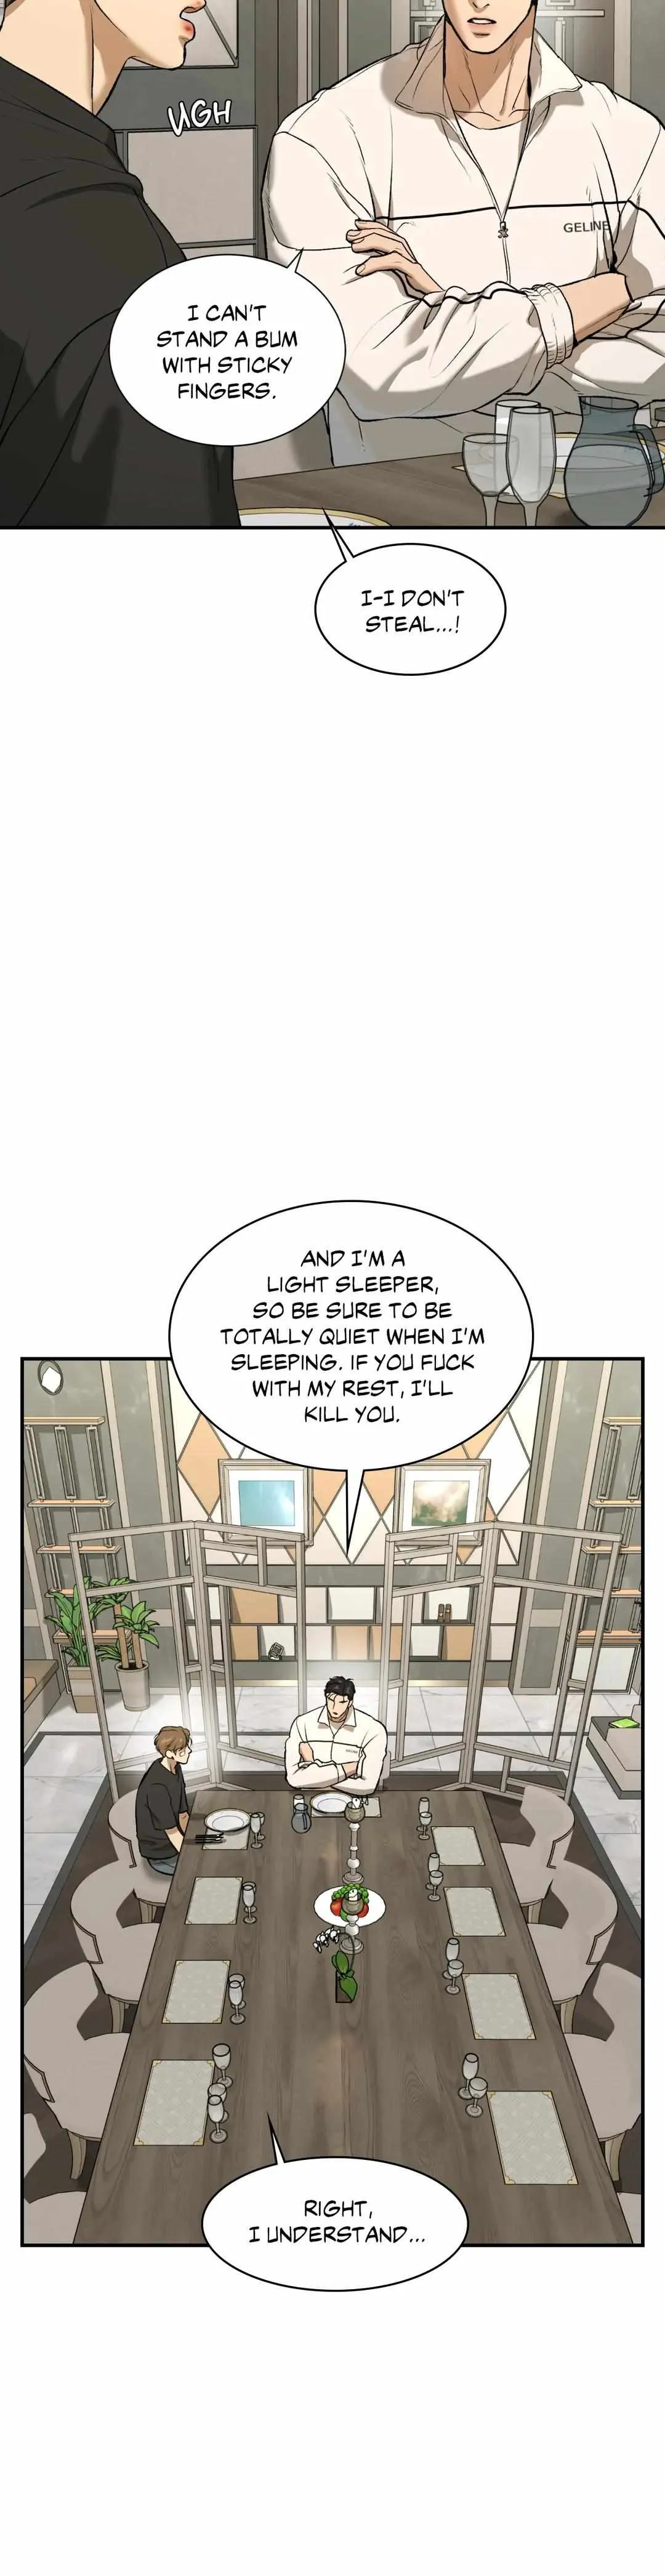 UGH
GELINE
I CAN'T
STAND A BUM
WITH STICKY
FINGERS.
I-I DON'T
STEAL...!
AND I'M A
LIGHT SLEEPER,
SO BE SURE TO BE
TOTALLY QUIET WHEN I'M
SLEEPING. IF YOU FUCK
WITH MY REST, I'LL
KILL YOU.
RIGHT,
I UNDERSTAND...